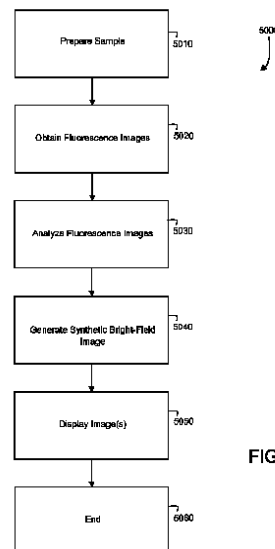 Prepare Sample
5010
5000
Obtain Fluorescence Images
5020
Analyze Fluorescence Images
5030
Generate Synthetic Bright-Field
Image
5040
Display Image(s)
5050
FIG
End
5060